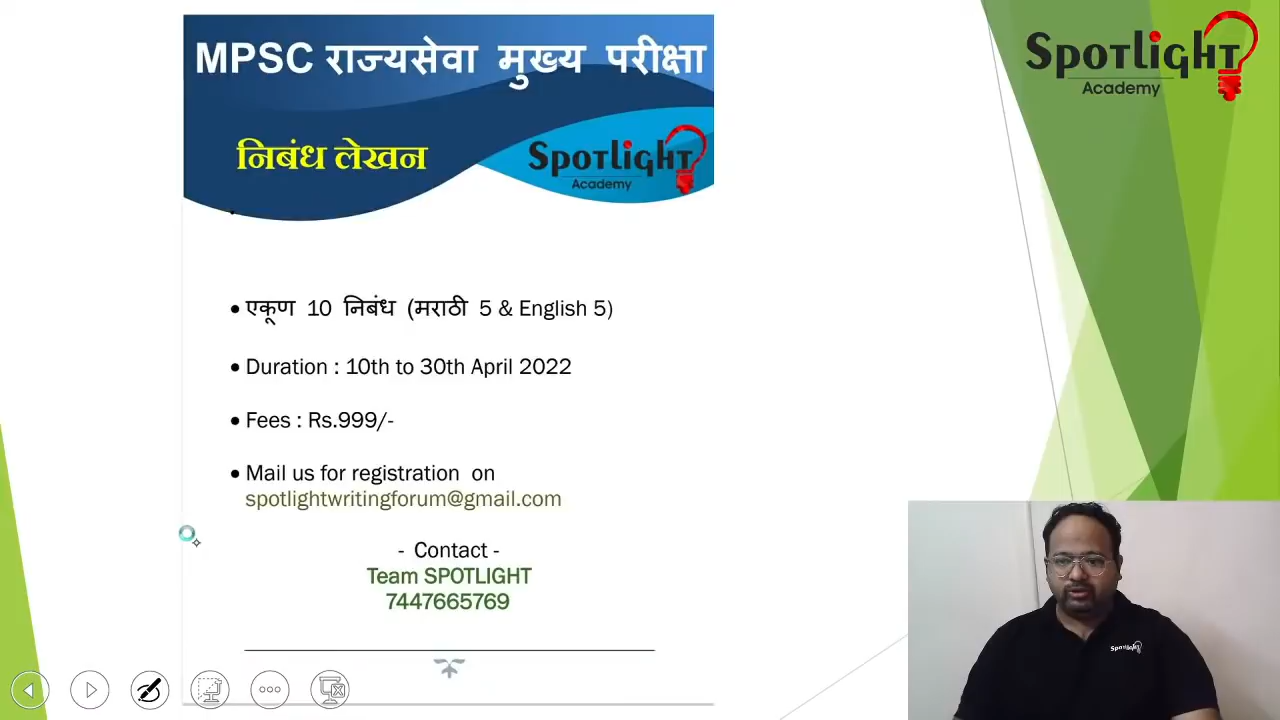 MPSC राज्यसेवा मुख्य परीक्षा
निबंध लेखन
Spotlight
Academy
Spotlight
Academy
• एकूण 10 निबंध (मराठी 5 & English 5)
• Duration : 10th to 30th April 2022
• Fees : Rs.999/-
• Mail us for registration on
spotlightwritingforum@gmail.com
- Contact -
Team SPOTLIGHT
7447665769
Spotlight